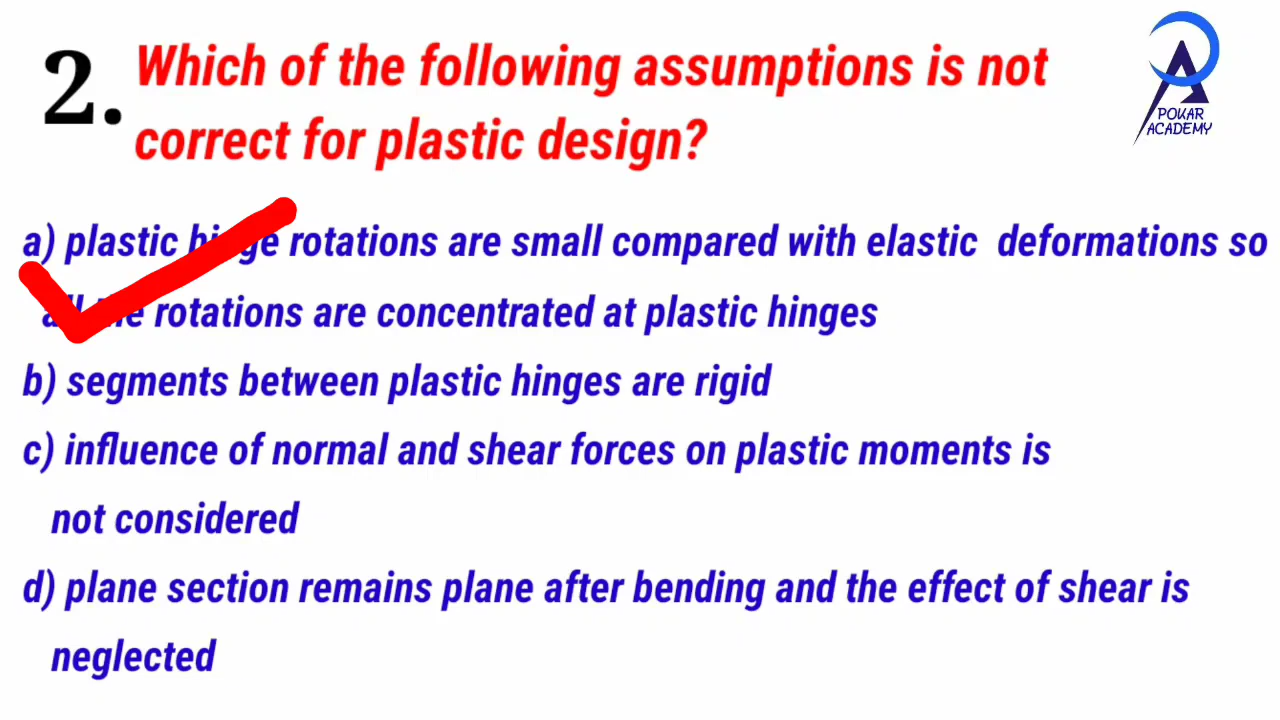 2. Which of the following assumptions is not
correct for plastic design?
POKAR
ACADEMY
a) plastic hinge rotations are small compared with elastic deformations so
all the rotations are concentrated at plastic hinges
b) segments between plastic hinges are rigid
c) influence of normal and shear forces on plastic moments is
not considered
d) plane section remains plane after bending and the effect of shear is
neglected